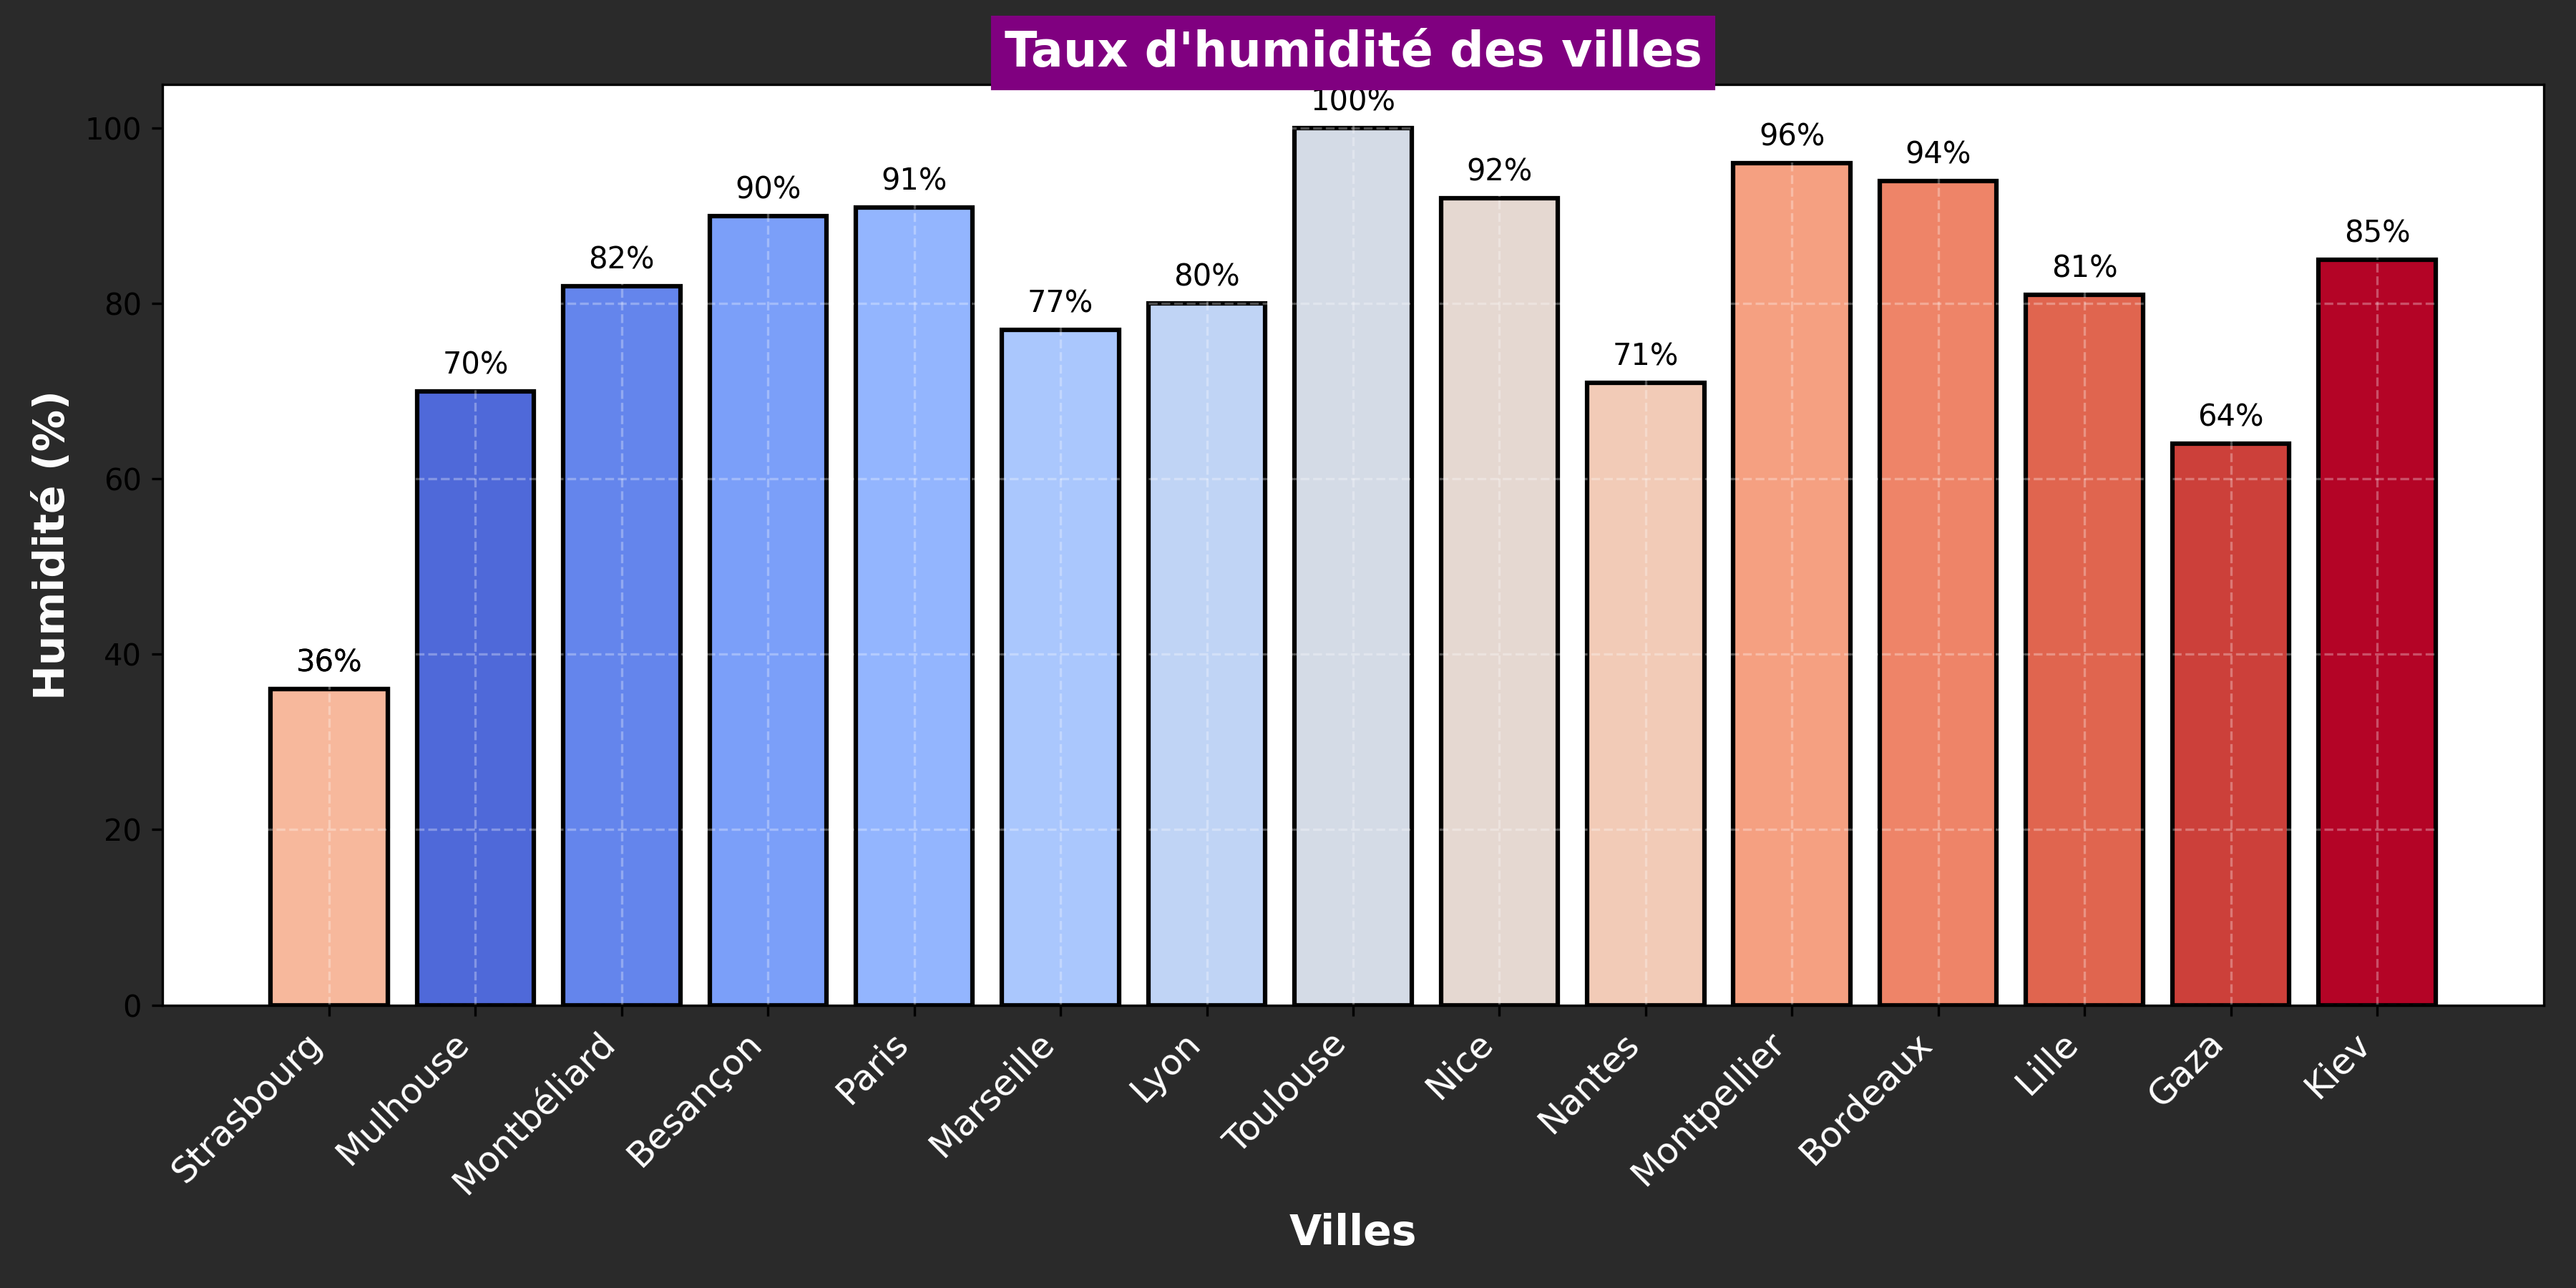 Taux d'humidité des villes
100%
96%
94%
92%
91%
90%
85%
82%
81%
80%
77%
71%
70%
64%
36%
Humidité (%)
100
80
60
40
20
0
Strasbourg
Mulhouse
Montbéliard
Besançon
Paris
Marseille
Lyon
Toulouse
Nice
Nantes
Montpellier
Bordeaux
Lille
Gaza
Kiev
Villes